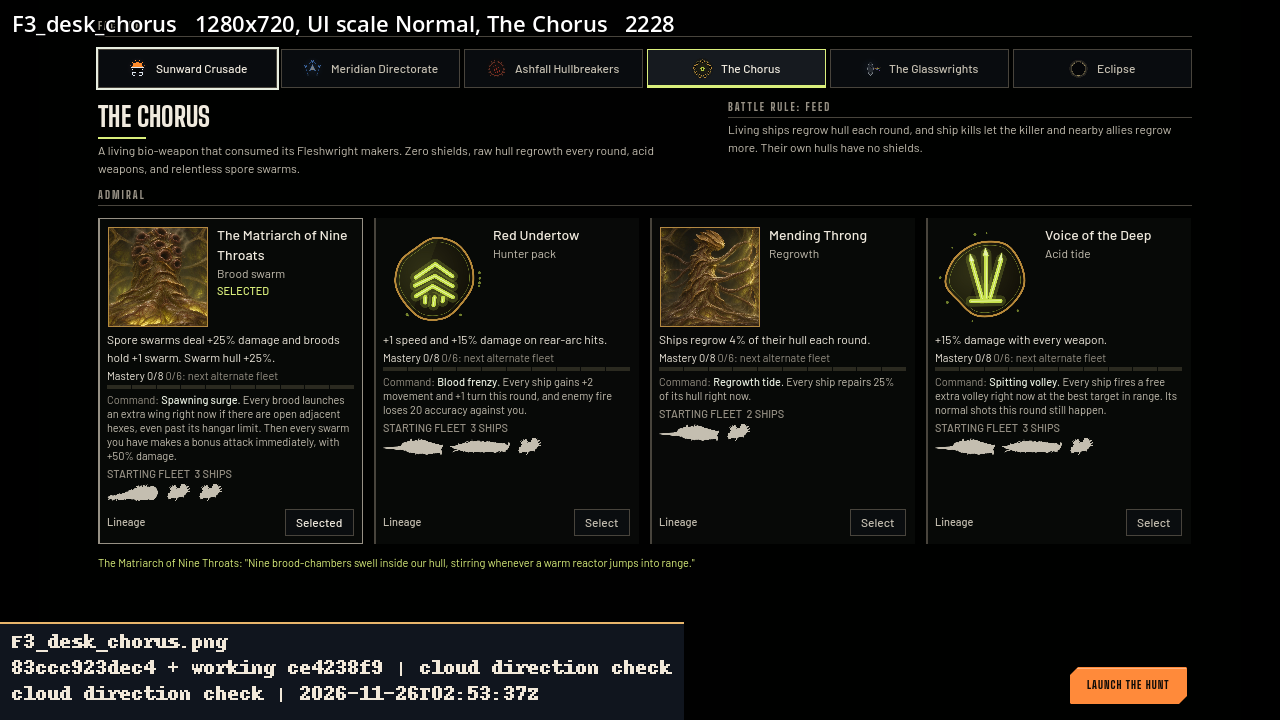 F3_desk_chorus 1280x720, UI scale Normal, The Chorus 2228
Sunward Crusade
Meridian Directorate
Ashfall Hullbreakers
The Chorus
The Glasswrights
Eclipse
THE CHORUS
A living bio-weapon that consumed its Fleshwright makers. Zero shields, raw hull regrowth every round, acid
weapons, and relentless spore swarms.
BATTLE RULE: FEED
Living ships regrow hull each round, and ship kills let the killer and nearby allies regrow
more. Their own hulls have no shields.
ADMIRAL
The Matriarch of Nine
Throats
Brood swarm
SELECTED
Spore swarms deal +25% damage and broods
hold +1 swarm. Swarm hull +25%.
Mastery 0/8 0/6: next alternate fleet
Command: Spawning surge. Every brood launches
an extra wing right now if there are open adjacent
hexes, even past its hangar limit. Then every swarm
you have makes a bonus attack immediately, with
+50% damage.
STARTING FLEET 3 SHIPS
Lineage
Selected
Red Undertow
Hunter pack
+1 speed and +15% damage on rear-arc hits.
Mastery 0/8 0/6: next alternate fleet
Command: Blood frenzy. Every ship gains +2
movement and +1 turn this round, and enemy fire
loses 20 accuracy against you.
STARTING FLEET 3 SHIPS
Lineage
Select
Mending Throng
Regrowth
Ships regrow 4% of their hull each round.
Mastery 0/8 0/6: next alternate fleet
Command: Regrowth tide. Every ship repairs 25%
of its hull right now.
STARTING FLEET 2 SHIPS
Lineage
Select
Voice of the Deep
Acid tide
+15% damage with every weapon.
Mastery 0/8 0/6: next alternate fleet
Command: Spitting volley. Every ship fires a free
extra volley right now at the best target in range. Its
normal shots this round still happen.
STARTING FLEET 3 SHIPS
Lineage
Select
The Matriarch of Nine Throats: "Nine brood-chambers swell inside our hull, stirring whenever a warm reactor jumps into range."
F3_desk_chorus.png
83ccc923dec4 + working ce4238f9 | cloud direction check
cloud direction check | 2026-11-26T02:53:37Z
LAUNCH THE HUNT